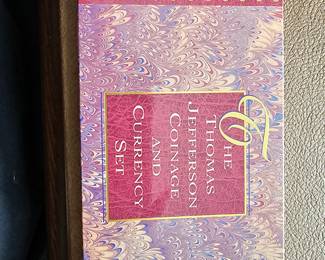 THE
THOMAS
JEFFERSON
COINAGE
AND
CURRENCY
SET